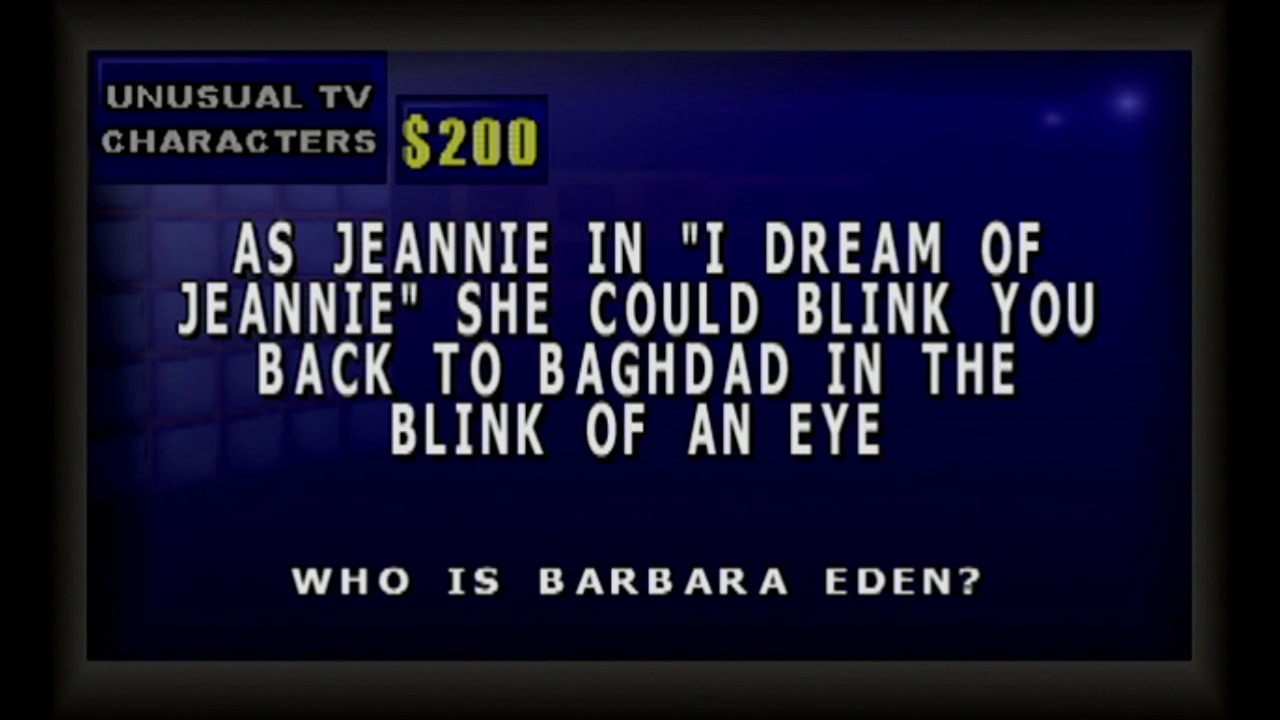 UNUSUAL TV
CHARACTERS
$200
AS JEANNIE IN "I DREAM OF
JEANNIE" SHE COULD BLINK YOU
BACK TO BAGHDAD IN THE
BLINK OF AN EYE
WHO IS BARBARA EDEN?